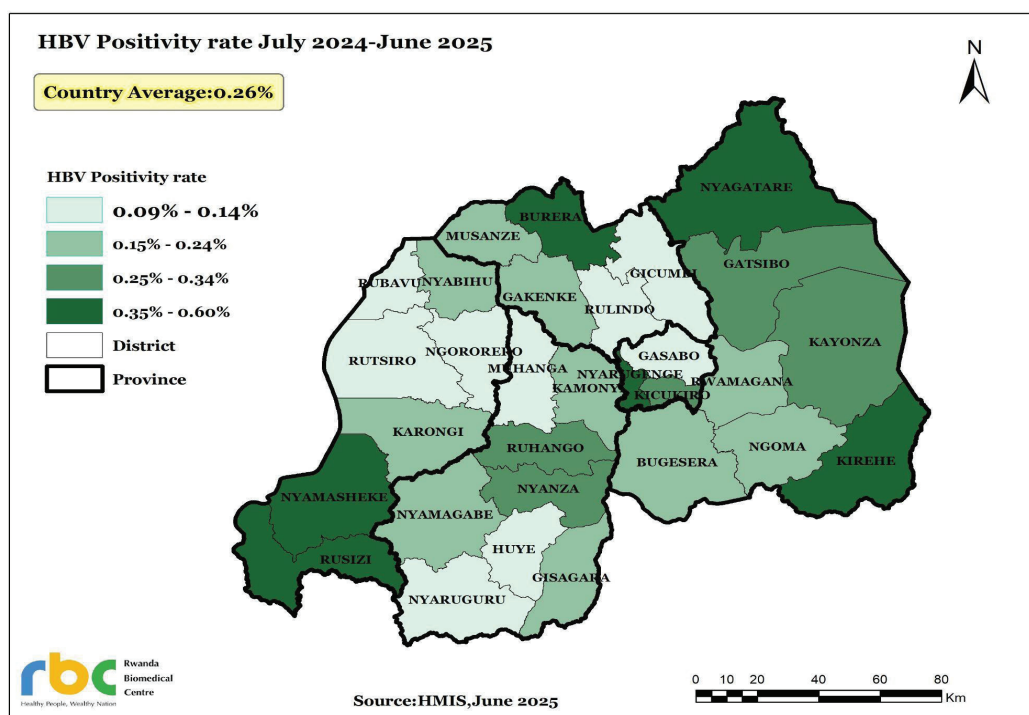 HBV Positivity rate July 2024-June 2025
N
Country Average:0.26%
HBV Positivity rate
0.09% - 0.14%
0.15% - 0.24%
0.25% - 0.34%
0.35% - 0.60%
District
Province
NYAGATARE
BURERA
MUSANZE
GATSIBO
GICUMBI
RUBAVU
NYABIHU
GAKENKE
RULINDO
KAYONZA
RUTSIRO
NGORORERO
GASABO
MUHANGA
NYARUGENGE
RWAMAGANA
KAMONYI
KICUKIRO
KARONGI
RUHANGO
NGOMA
BUGESERA
KIREHE
NYAMASHEKE
NYANZA
NYAMAGABE
HUYE
RUSIZI
GISAGARA
NYARUGURU
rbc
Rwanda
Biomedical
Centre
Healthy People, Wealthy Nation
Source:HMIS,June 2025
0 5 10 20 30 40 60 80
Km